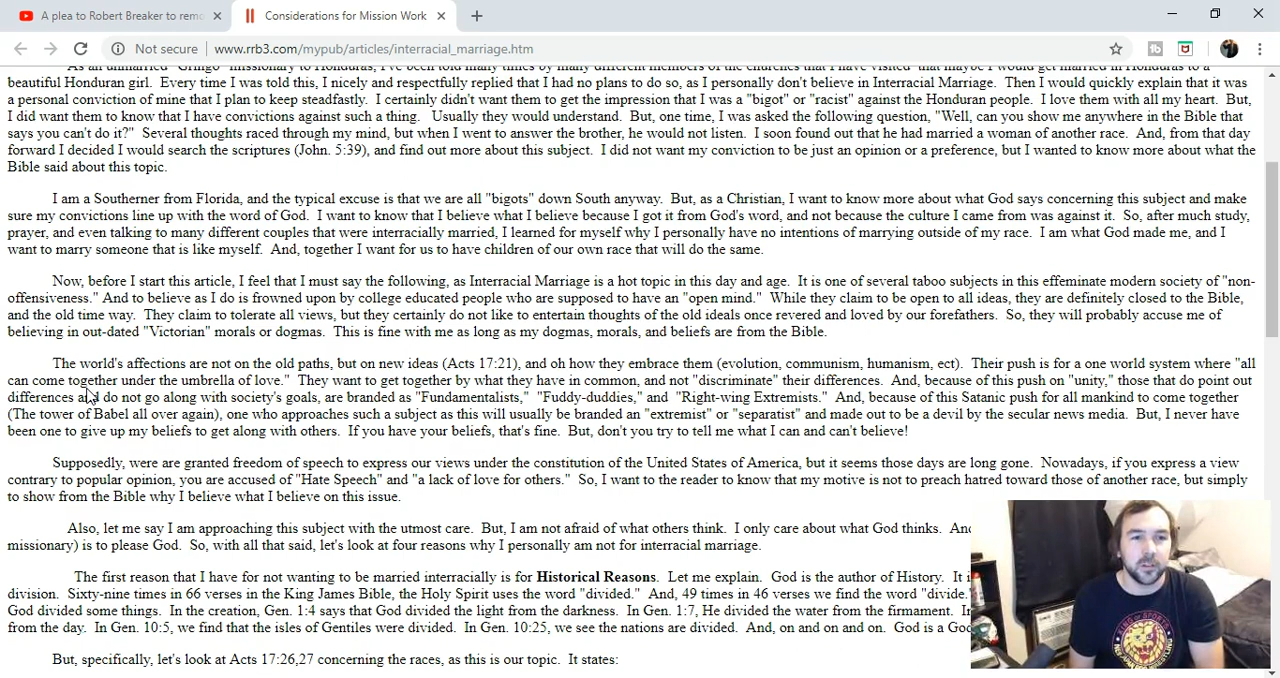 A plea to Robert Breaker to remo
Considerations for Mission Work
Not secure | www.rrb3.com/mypub/articles/interracial_marriage.htm
As an unmarried "Gringo" missionary to Honduras, I've been told many times by many different members of the churches that I have visited that maybe I would get married in Honduras to a
beautiful Honduran girl. Every time I was told this, I nicely and respectfully replied that I had no plans to do so, as I personally don't believe in Interracial Marriage. Then I would quickly explain that it was
a personal conviction of mine that I plan to keep steadfastly. I certainly didn't want them to get the impression that I was a "bigot" or "racist" against the Honduran people. I love them with all my heart. But,
I did want them to know that I have convictions against such a thing. Usually they would understand. But, one time, I was asked the following question, "Well, can you show me anywhere in the Bible that
says you can't do it?" Several thoughts raced through my mind, but when I went to answer the brother, he would not listen. I soon found out that he had married a woman of another race. And, from that day
forward I decided I would search the scriptures (John. 5:39), and find out more about this subject. I did not want my conviction to be just an opinion or a preference, but I wanted to know more about what the
Bible said about this topic.
I am a Southerner from Florida, and the typical excuse is that we are all "bigots" down South anyway. But, as a Christian, I want to know more about what God says concerning this subject and make
sure my convictions line up with the word of God. I want to know that I believe what I believe because I got it from God's word, and not because the culture I came from was against it. So, after much study,
prayer, and even talking to many different couples that were interracially married, I learned for myself why I personally have no intentions of marrying outside of my race. I am what God made me, and I
want to marry someone that is like myself. And, together I want for us to have children of our own race that will do the same.
Now, before I start this article, I feel that I must say the following, as Interracial Marriage is a hot topic in this day and age. It is one of several taboo subjects in this effeminate modern society of "non-
offensiveness." And to believe as I do is frowned upon by college educated people who are supposed to have an "open mind." While they claim to be open to all ideas, they are definitely closed to the Bible,
and the old time way. They claim to tolerate all views, but they certainly do not like to entertain thoughts of the old ideals once revered and loved by our forefathers. So, they will probably accuse me of
believing in out-dated "Victorian" morals or dogmas. This is fine with me as long as my dogmas, morals, and beliefs are from the Bible.
The world's affections are not on the old paths, but on new ideas (Acts 17:21), and oh how they embrace them (evolution, communism, humanism, ect). Their push is for a one world system where "all
can come together under the umbrella of love." They want to get together by what they have in common, and not "discriminate" their differences. And, because of this push on "unity," those that do point out
differences and do not go along with society's goals, are branded as "Fundamentalists," "Fuddy-duddies," and "Right-wing Extremists." And, because of this Satanic push for all mankind to come together
(The tower of Babel all over again), one who approaches such a subject as this will usually be branded an "extremist" or "separatist" and made out to be a devil by the secular news media. But, I never have
been one to give up my beliefs to get along with others. If you have your beliefs, that's fine. But, don't you try to tell me what I can and can't believe!
Supposedly, were are granted freedom of speech to express our views under the constitution of the United States of America, but it seems those days are long gone. Nowadays, if you express a view
contrary to popular opinion, you are accused of "Hate Speech" and "a lack of love for others." So, I want to the reader to know that my motive is not to preach hatred toward those of another race, but simply
to show from the Bible why I believe what I believe on this issue.
Also, let me say I am approaching this subject with the utmost care. But, I am not afraid of what others think. I only care about what God thinks. And
missionary) is to please God. So, with all that said, let's look at four reasons why I personally am not for interracial marriage.
The first reason that I have for not wanting to be married interracially is for Historical Reasons. Let me explain. God is the author of History. It i
division. Sixty-nine times in 66 verses in the King James Bible, the Holy Spirit uses the word "divided." And, 49 times in 46 verses we find the word "divide.
God divided some things. In the creation, Gen. 1:4 says that God divided the light from the darkness. In Gen. 1:7, He divided the water from the firmament. I
from the day. In Gen. 10:5, we find that the isles of Gentiles were divided. In Gen. 10:25, we see the nations are divided. And, on and on and on. God is a Go
But, specifically, let's look at Acts 17:26,27 concerning the races, as this is our topic. It states: